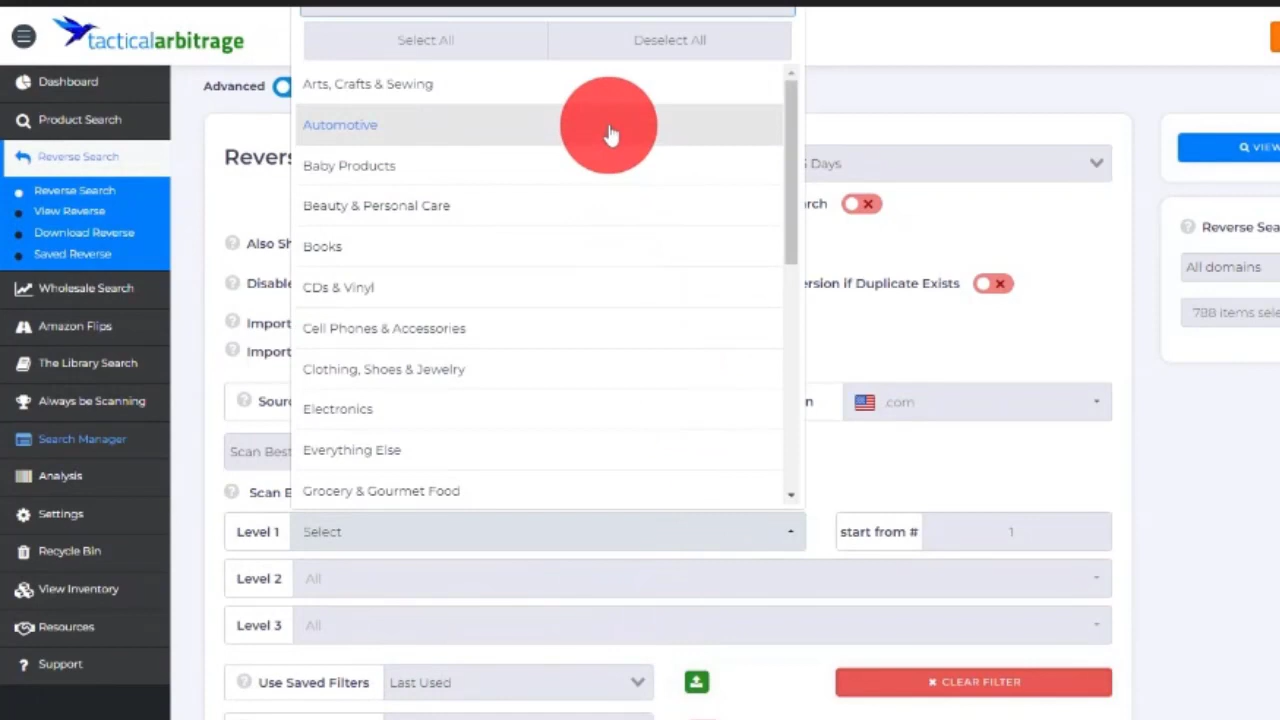 tacticalarbitrage
Dashboard
Product Search
Reverse Search
Reverse Search
View Reverse
Download Reverse
Saved Reverse
Wholesale Search
Amazon Flips
The Library Search
Always be Scanning
Search Manager
Analysis
Settings
Recycle Bin
View Inventory
Resources
Support
Advanced
Select All
Deselect All
Arts, Crafts & Sewing
Automotive
Baby Products
Beauty & Personal Care
Books
CDs & Vinyl
Cell Phones & Accessories
Clothing, Shoes & Jewelry
Electronics
Everything Else
Grocery & Gourmet Food
Revers
Days
rch
Also Sh
Disable
ersion if Duplicate Exists
Import
Import
Sourc
n
.com
Scan Best
Scan B
Level 1 Select
start from # 1
Level 2 All
Level 3 All
Use Saved Filters Last Used
CLEAR FILTER
VIEW
Reverse Sea
All domains
788 items sele